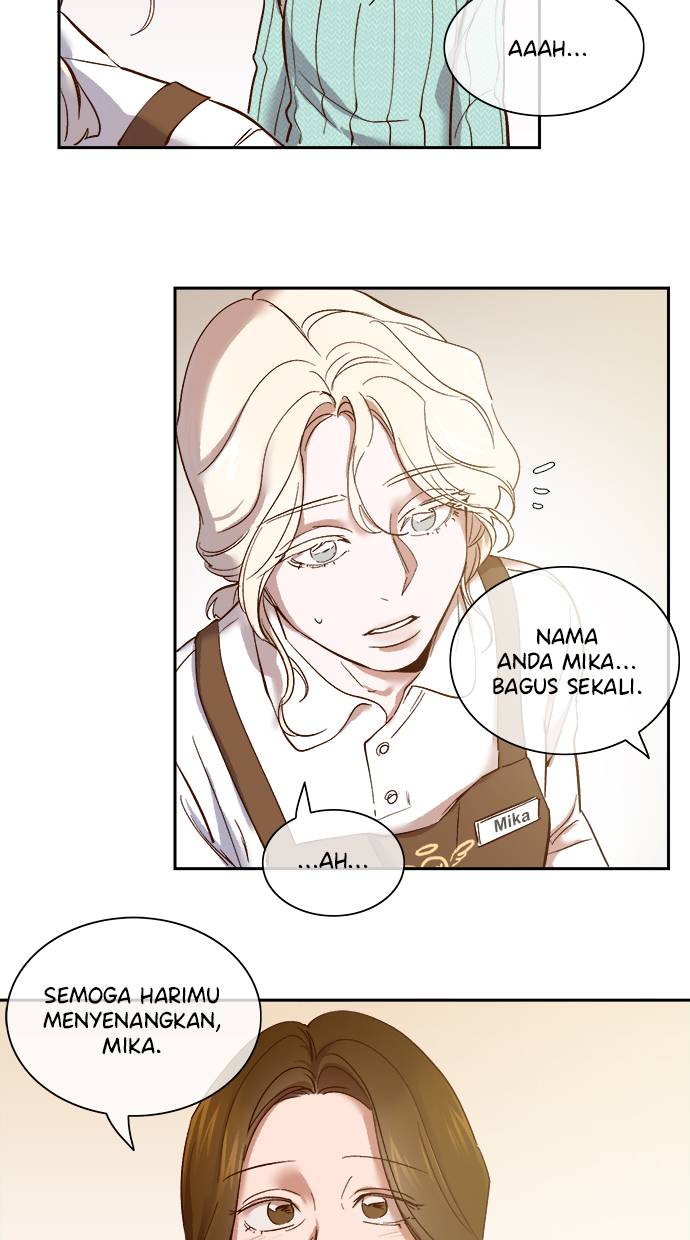 AAAH...
NAMA
ANDA MIKA...
BAGUS SEKALI.
Mika
...AH...
SEMOGA HARIMU
MENYENANGKAN,
MIKA.